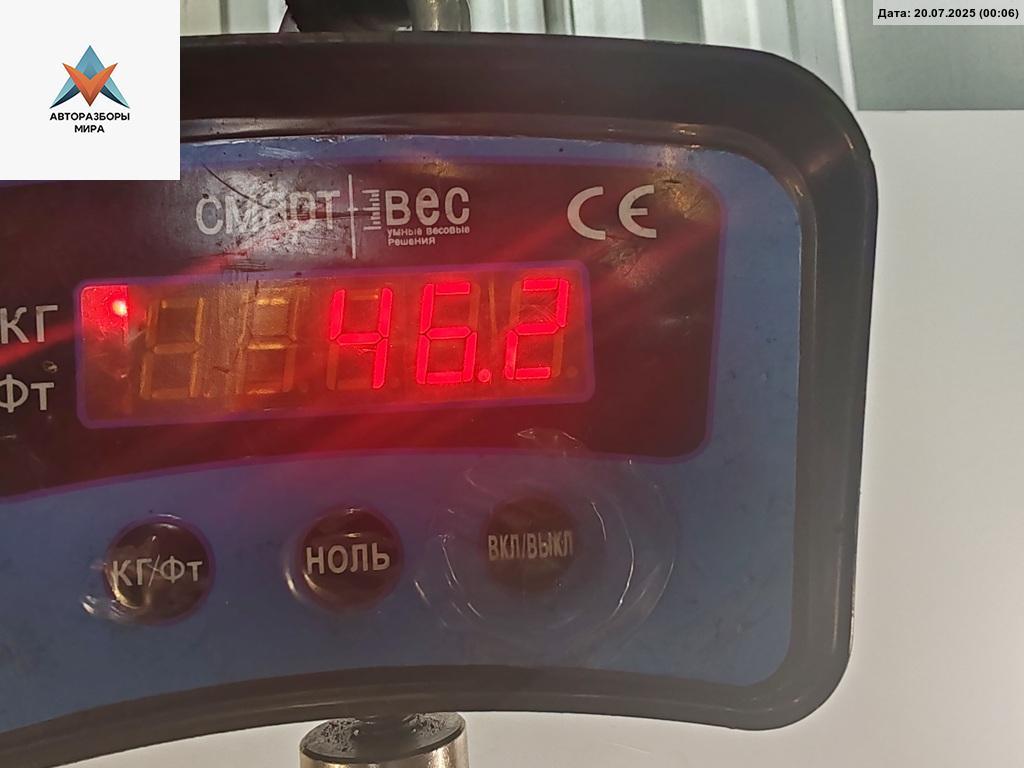 Дата: 20.07.2025 (00:06)
АВТОРАЗБОРЫ
МИРА
СМАРТ ВЕС
умные весовые
решения
CE
КГ
46.2
Фт
КГ/Фт
НОЛЬ
ВКЛ/ВЫКЛ